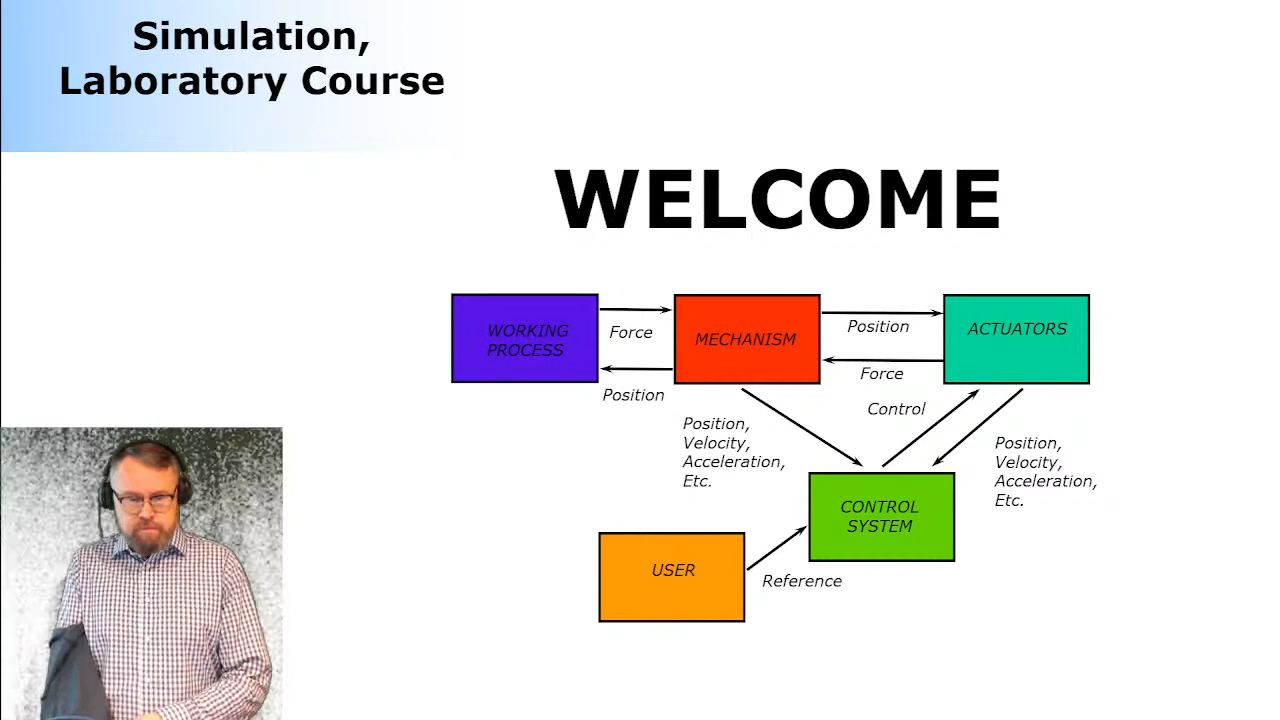 Simulation,
Laboratory Course
WELCOME
WORKING
PROCESS
Force
Position
MECHANISM
Position
Force
ACTUATORS
Position,
Velocity,
Acceleration,
Etc.
Control
Position,
Velocity,
Acceleration,
Etc.
CONTROL
SYSTEM
USER
Reference